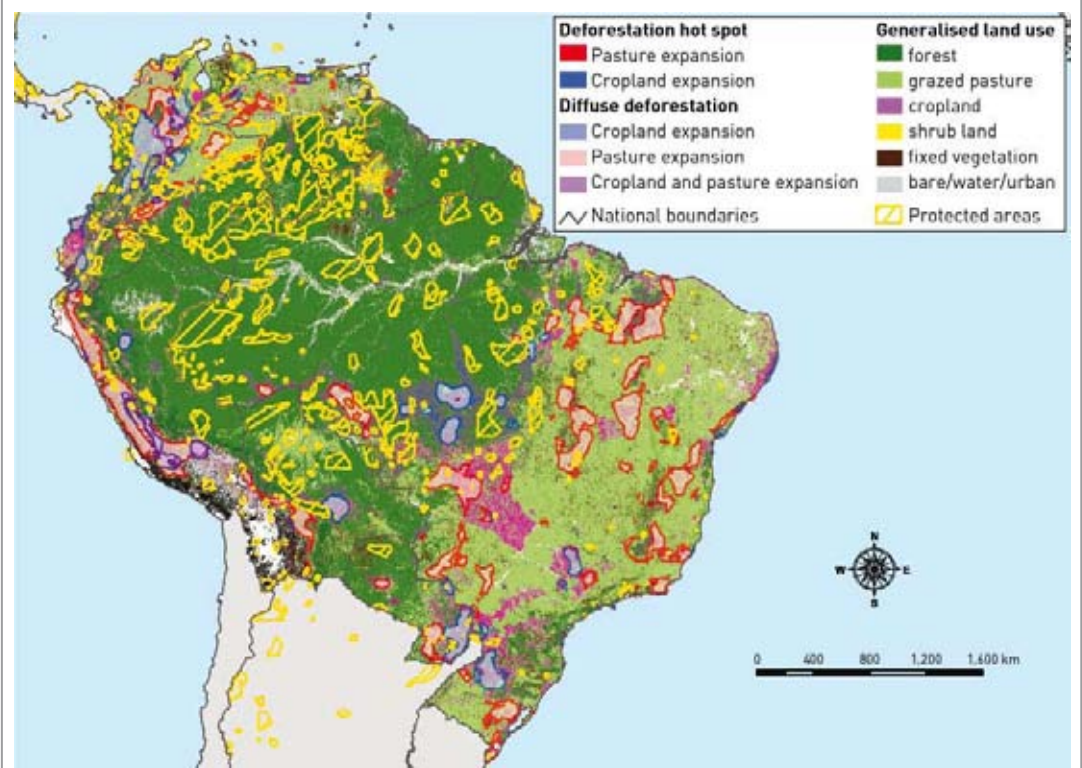 Deforestation hot spot
Pasture expansion
Cropland expansion
Diffuse deforestation
Cropland expansion
Pasture expansion
Cropland and pasture expansion
National boundaries
Generalised land use
forest
grazed pasture
cropland
shrub land
fixed vegetation
bare/water/urban
Protected areas
N
W E
S
0 400 800 1,200 1,600 km